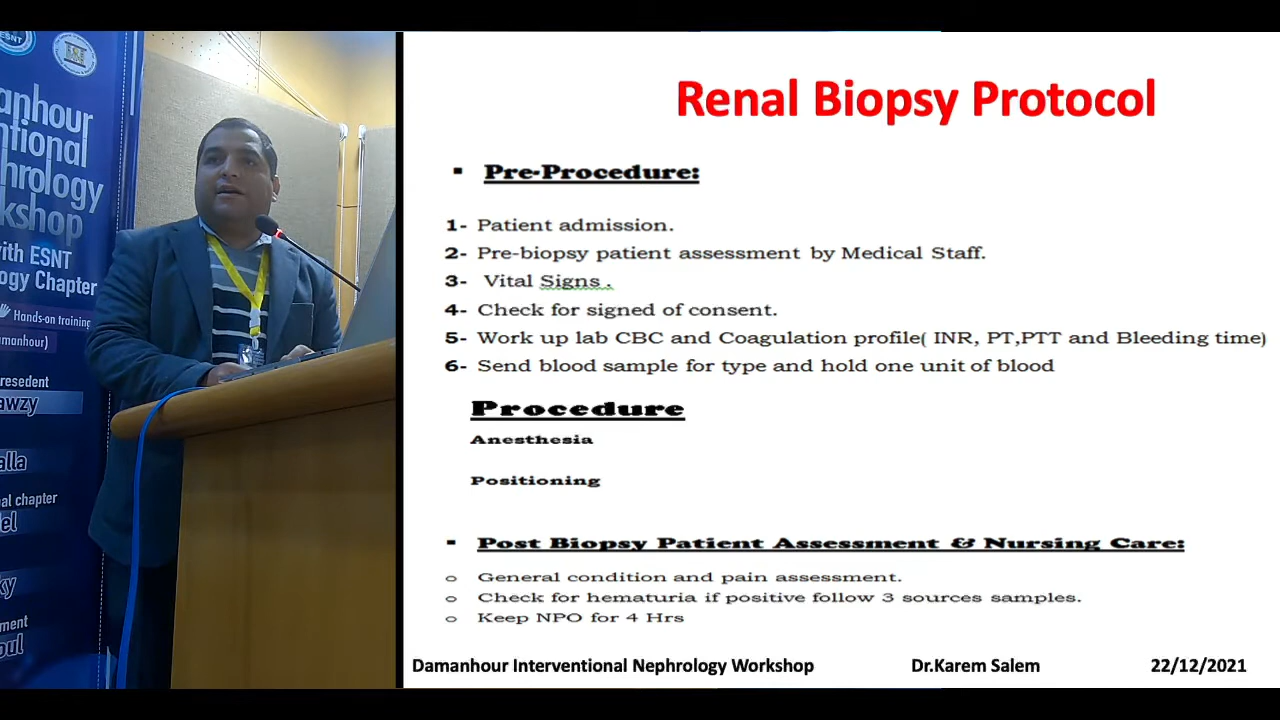 ESNT
anhour
ntional
hrology
kshop
with ESNT
ogy Chapter
Hands-on training
amanhour)
resedent
awzy
alla
al chapter
el
ky
ment
oul
Renal Biopsy Protocol
▪ Pre-Procedure:
1- Patient admission.
2- Pre-biopsy patient assessment by Medical Staff.
3- Vital Signs .
4- Check for signed of consent.
5- Work up lab CBC and Coagulation profile( INR, PT,PTT and Bleeding time)
6- Send blood sample for type and hold one unit of blood
Procedure
Anesthesia
Positioning
▪ Post Biopsy Patient Assessment & Nursing Care:
o General condition and pain assessment.
o Check for hematuria if positive follow 3 sources samples.
o Keep NPO for 4 Hrs
Damanhour Interventional Nephrology Workshop Dr.Karem Salem 22/12/2021